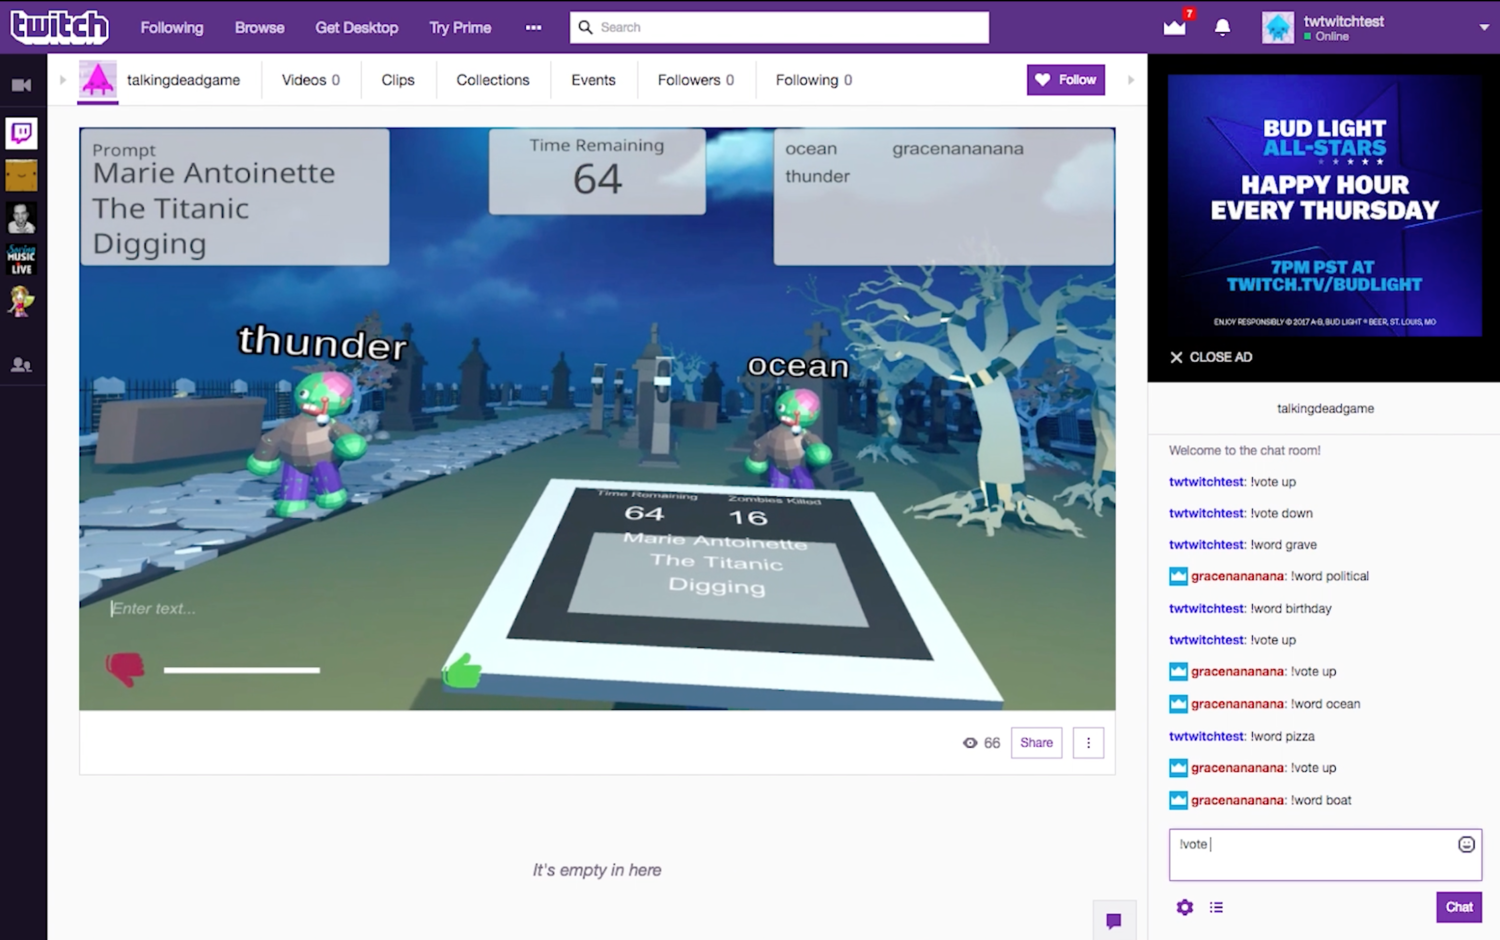 twitch
Following
Browse
Get Desktop
Try Prime
Search
7
twtwitchtest
Online
talkingdeadgame
Videos 0
Clips
Collections
Events
Followers 0
Following 0
Follow
Spring
MUSIC
LIVE
Prompt
Marie Antoinette
The Titanic
Digging
Time Remaining
64
ocean gracenananana
thunder
thunder
ocean
Time Remaining Zombies Killed
64 16
Marie Antoinette
The Titanic
Digging
Enter text...
66
Share
It's empty in here
BUD LIGHT
ALL-STARS
HAPPY HOUR
EVERY THURSDAY
7PM PST AT
TWITCH.TV/BUDLIGHT
ENJOY RESPONSIBLY © 2017 A-B, BUD LIGHT® BEER, ST. LOUIS, MO
CLOSE AD
talkingdeadgame
Welcome to the chat room!
twtwitchtest: !vote up
twtwitchtest: !vote down
twtwitchtest: !word grave
gracenananana: !word political
twtwitchtest: !word birthday
twtwitchtest: !vote up
gracenananana: !vote up
gracenananana: !word ocean
twtwitchtest: !word pizza
gracenananana: !vote up
gracenananana: !word boat
!vote
Chat